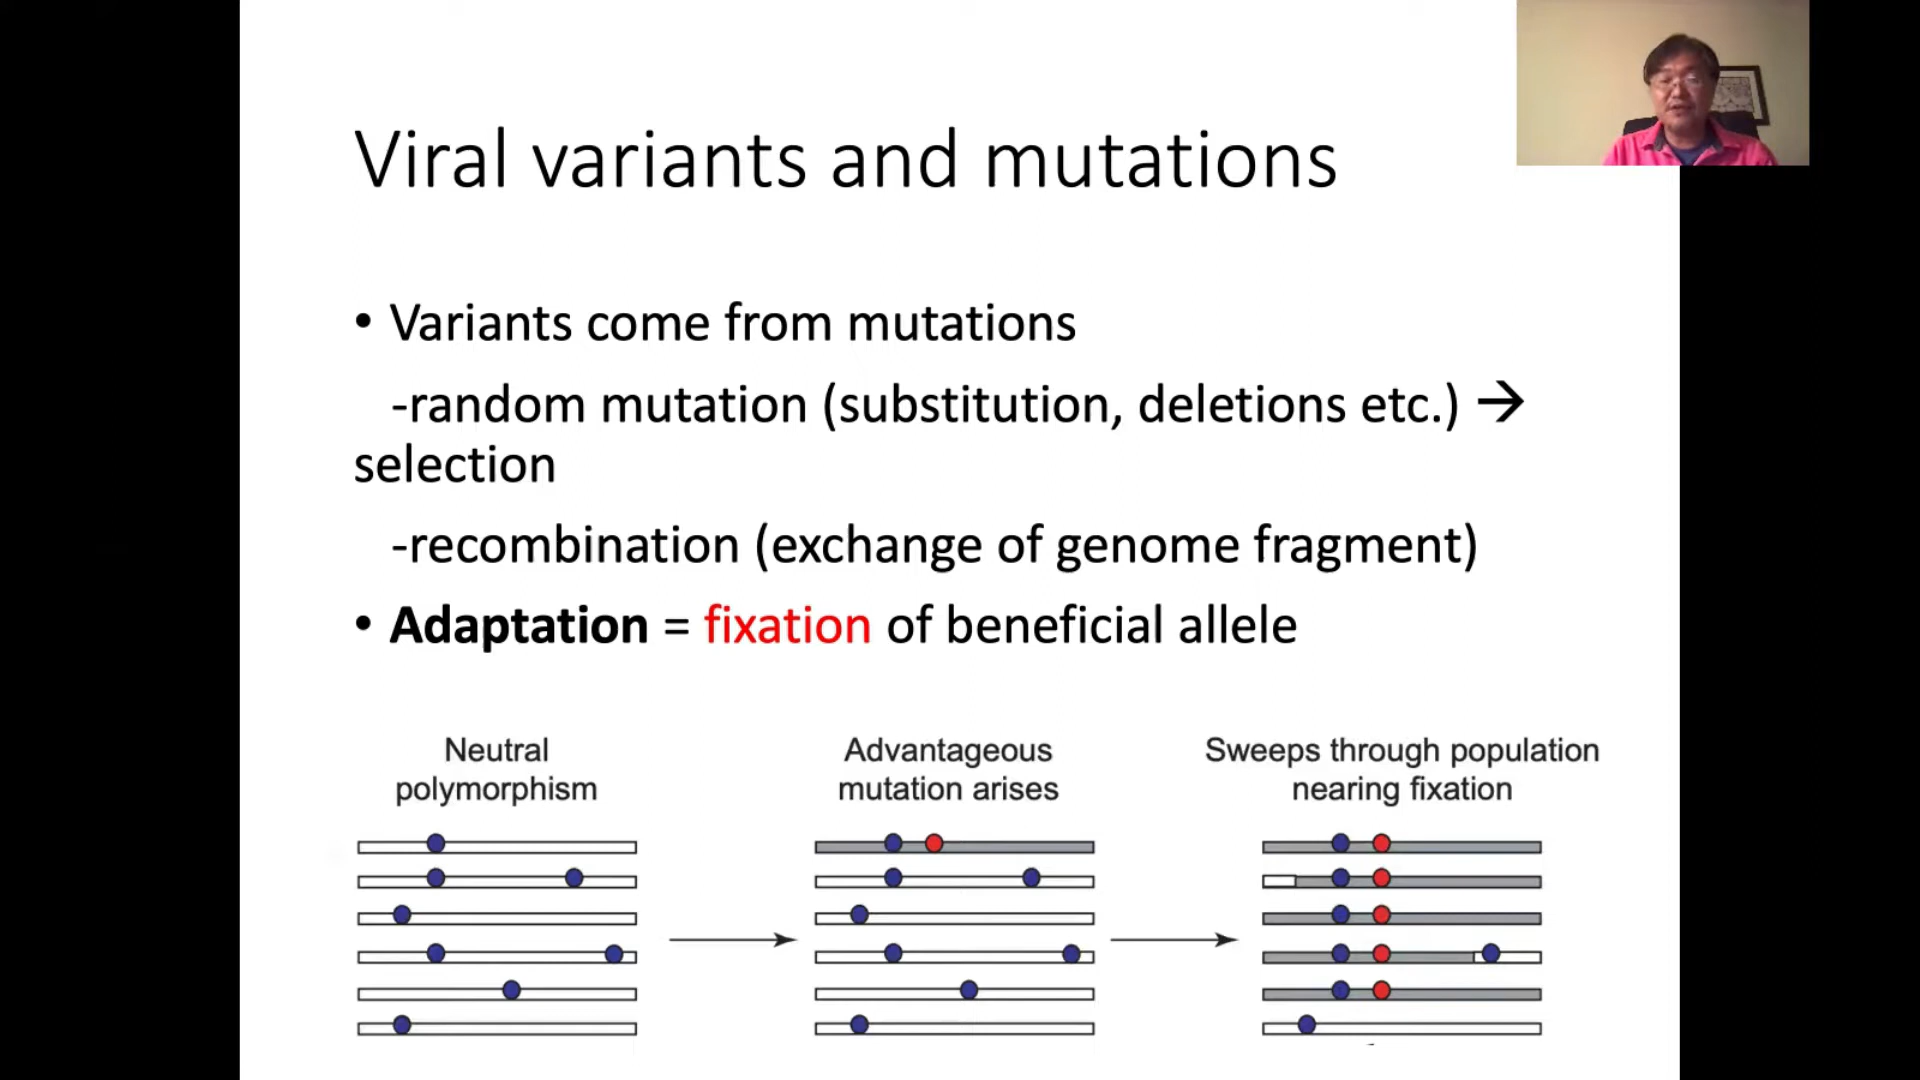 Viral variants and mutations
• Variants come from mutations
-random mutation (substitution, deletions etc.) →
selection
-recombination (exchange of genome fragment)
• Adaptation = fixation of beneficial allele
Neutral
polymorphism
Advantageous
mutation arises
Sweeps through population
nearing fixation